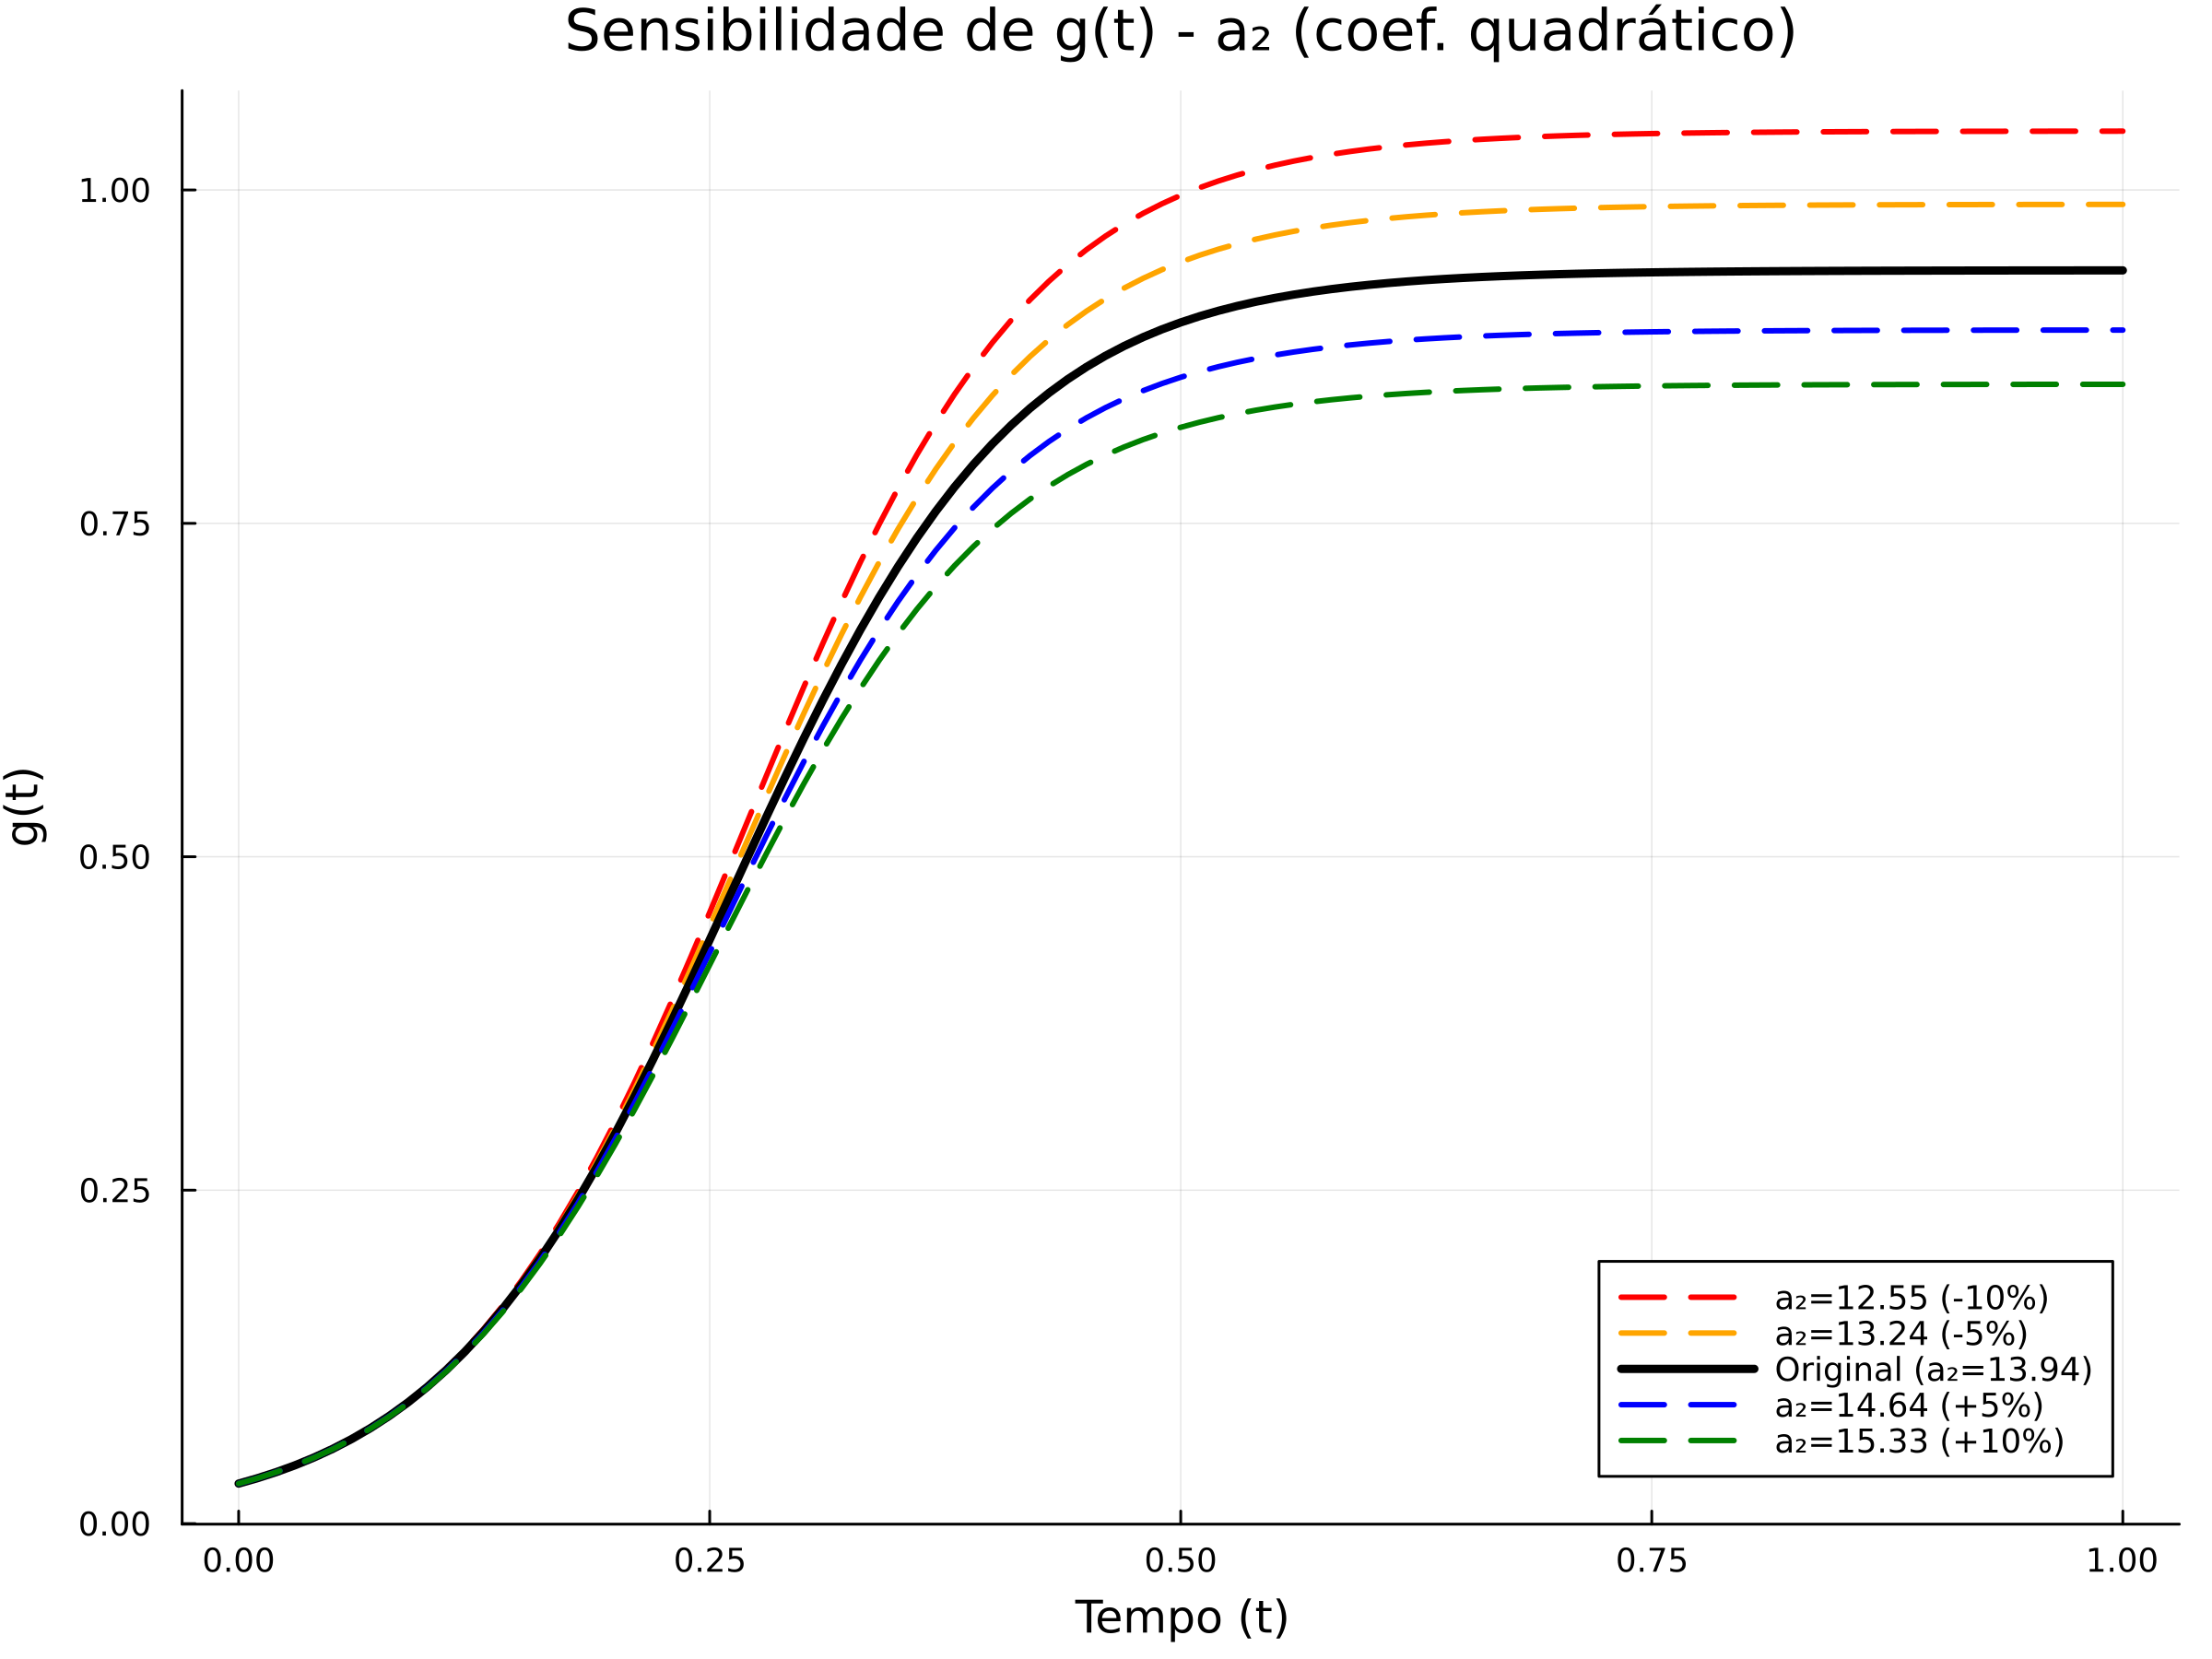 Sensibilidade de g(t) - a₂ (coef. quadrático)
g(t)
1.00
0.75
0.50
0.25
0.00
a₂=12.55 (-10%)
a₂=13.24 (-5%)
Original (a₂=13.94)
a₂=14.64 (+5%)
a₂=15.33 (+10%)
0.00 0.25 0.50 0.75 1.00
Tempo (t)